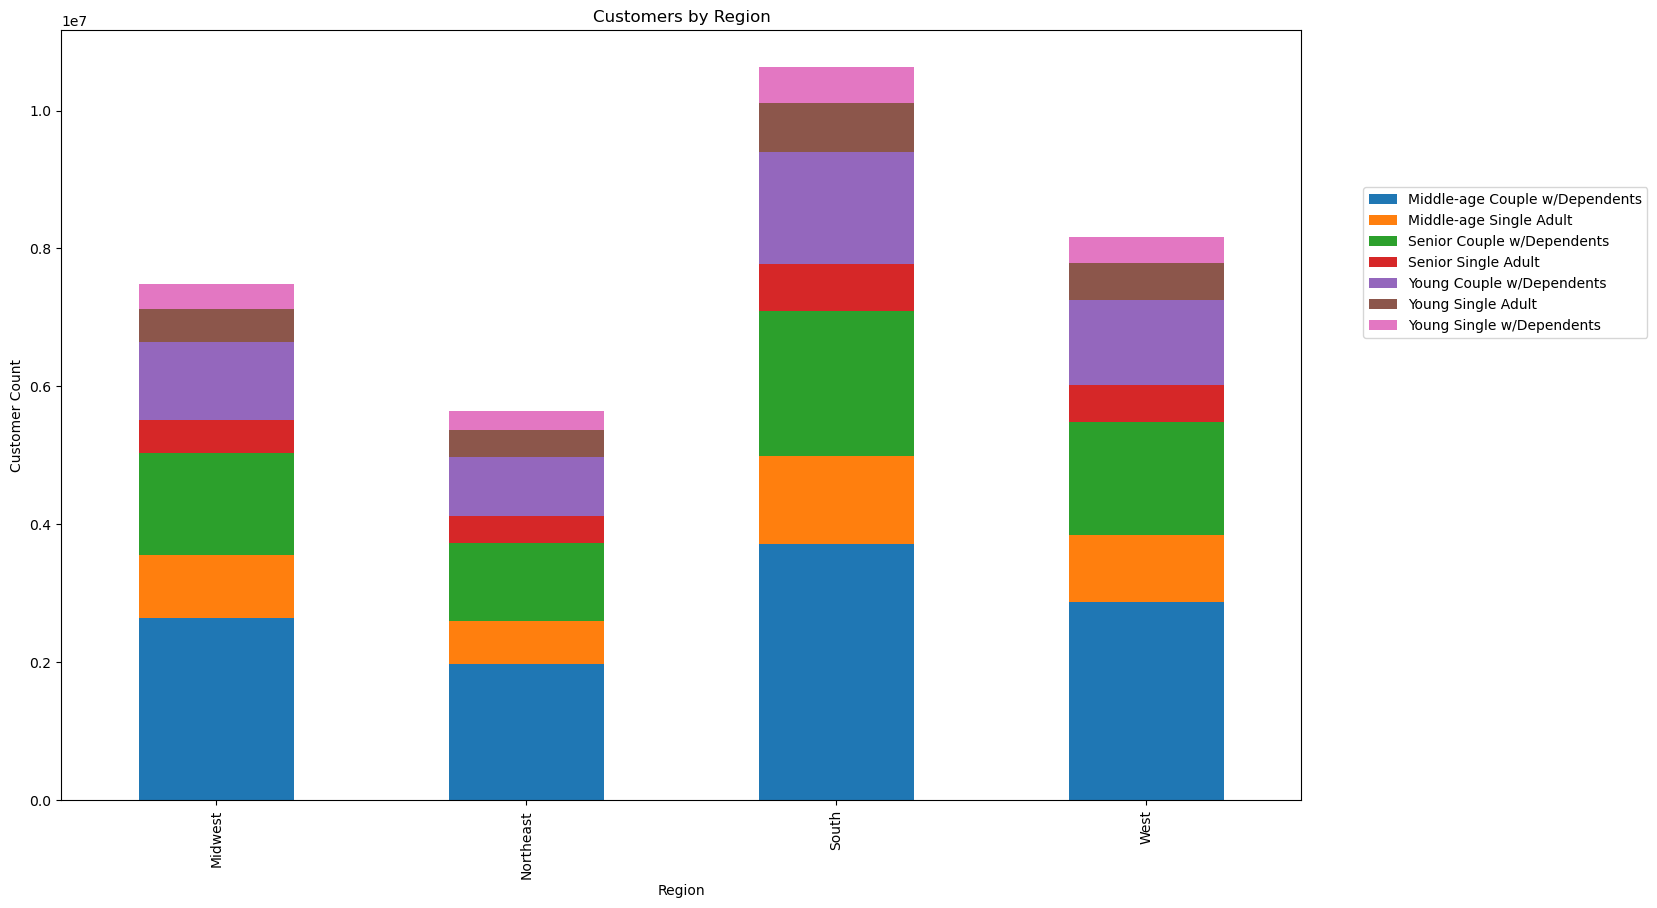 Customers by Region
1e7
1.0
0.8
0.6
0.4
0.2
0.0
Customer Count
Midwest
Northeast
South
West
Region
Middle-age Couple w/Dependents
Middle-age Single Adult
Senior Couple w/Dependents
Senior Single Adult
Young Couple w/Dependents
Young Single Adult
Young Single w/Dependents